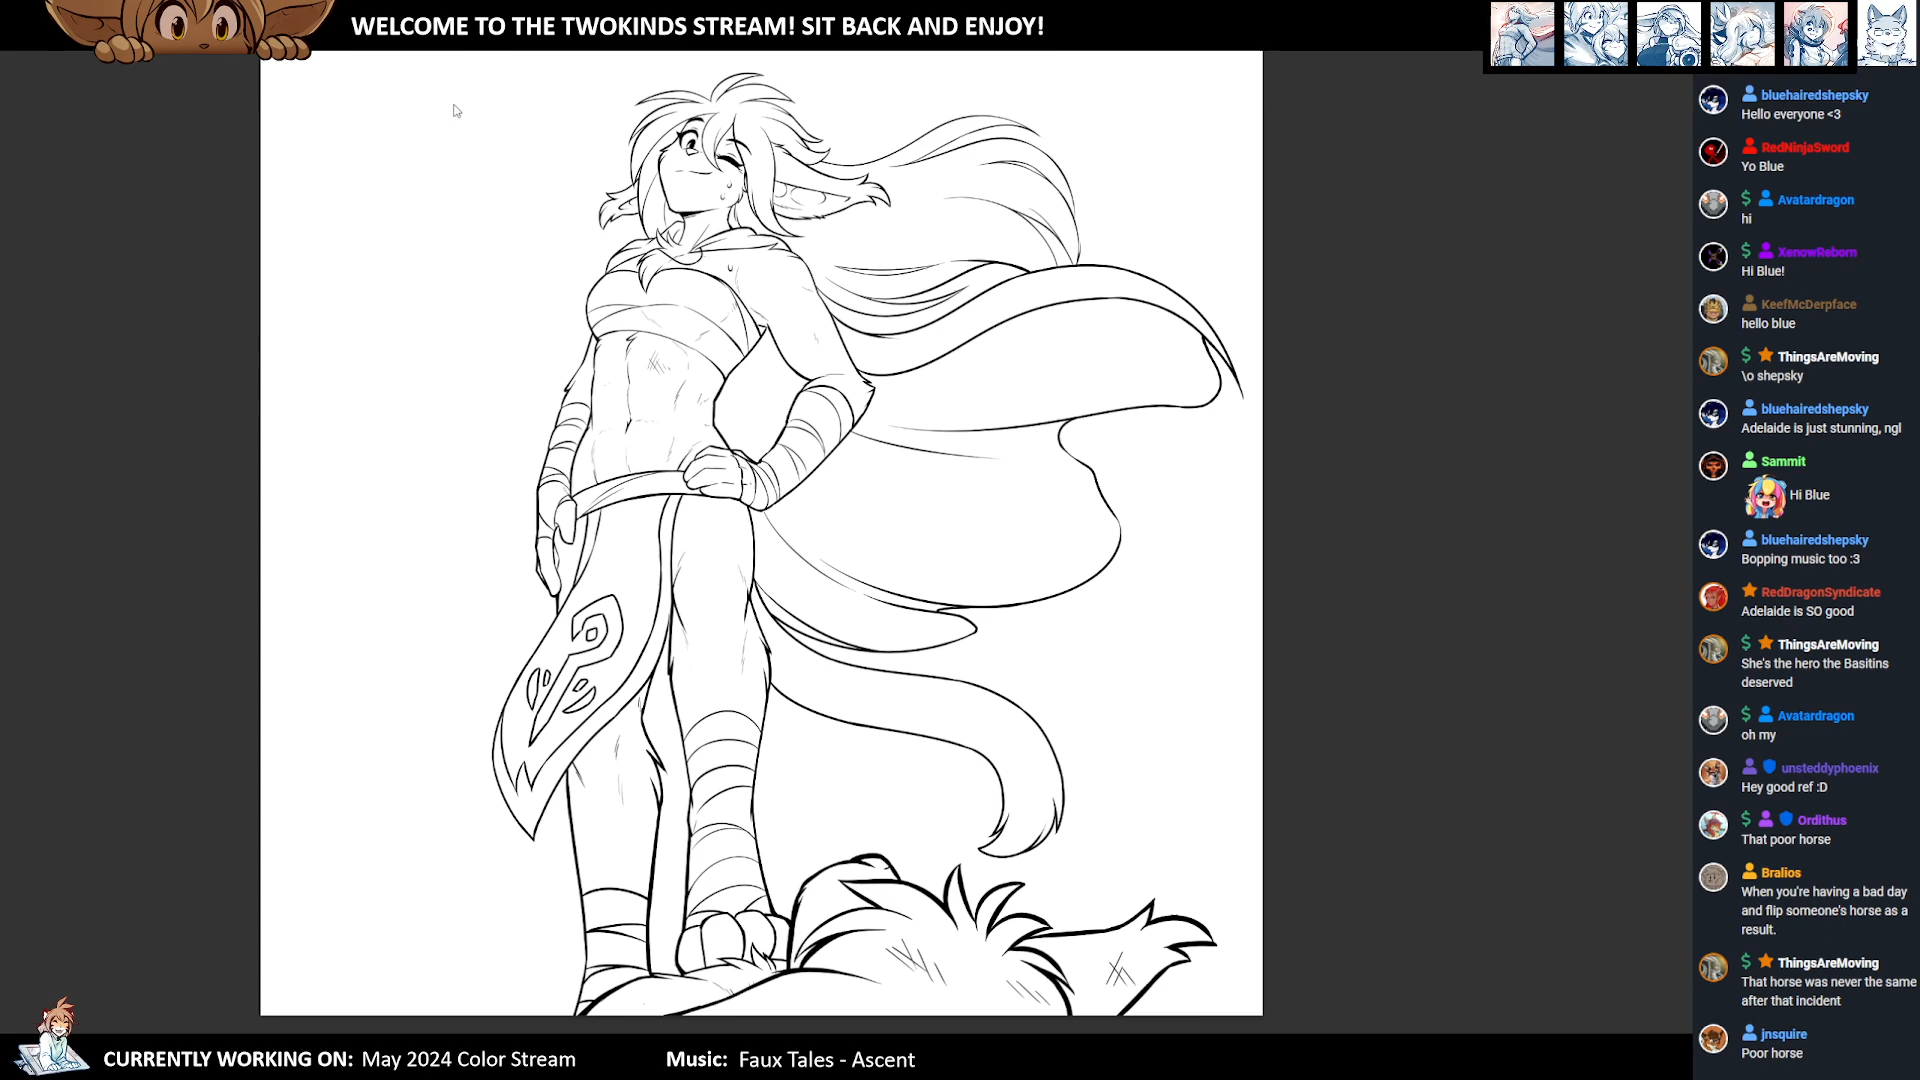 WELCOME TO THE TWOKINDS STREAM! SIT BACK AND ENJOY!
bluehairedshepsky
Hello everyone <3
RedNinjaSword
Yo Blue
$ Avatardragon
hi
$ XenowReborn
Hi Blue!
KeefMcDerpface
hello blue
$ ThingsAreMoving
\o shepsky
bluehairedshepsky
Adelaide is just stunning, ngl
Sammit
Hi Blue
bluehairedshepsky
Bopping music too :3
RedDragonSyndicate
Adelaide is SO good
$ ThingsAreMoving
She's the hero the Basitins
deserved
$ Avatardragon
oh my
unsteddyphoenix
Hey good ref :D
$ Ordithus
That poor horse
Bralios
When you're having a bad day
and flip someone's horse as a
result.
$ ThingsAreMoving
That horse was never the same
after that incident
jnsquire
Poor horse
CURRENTLY WORKING ON: May 2024 Color Stream
Music: Faux Tales - Ascent